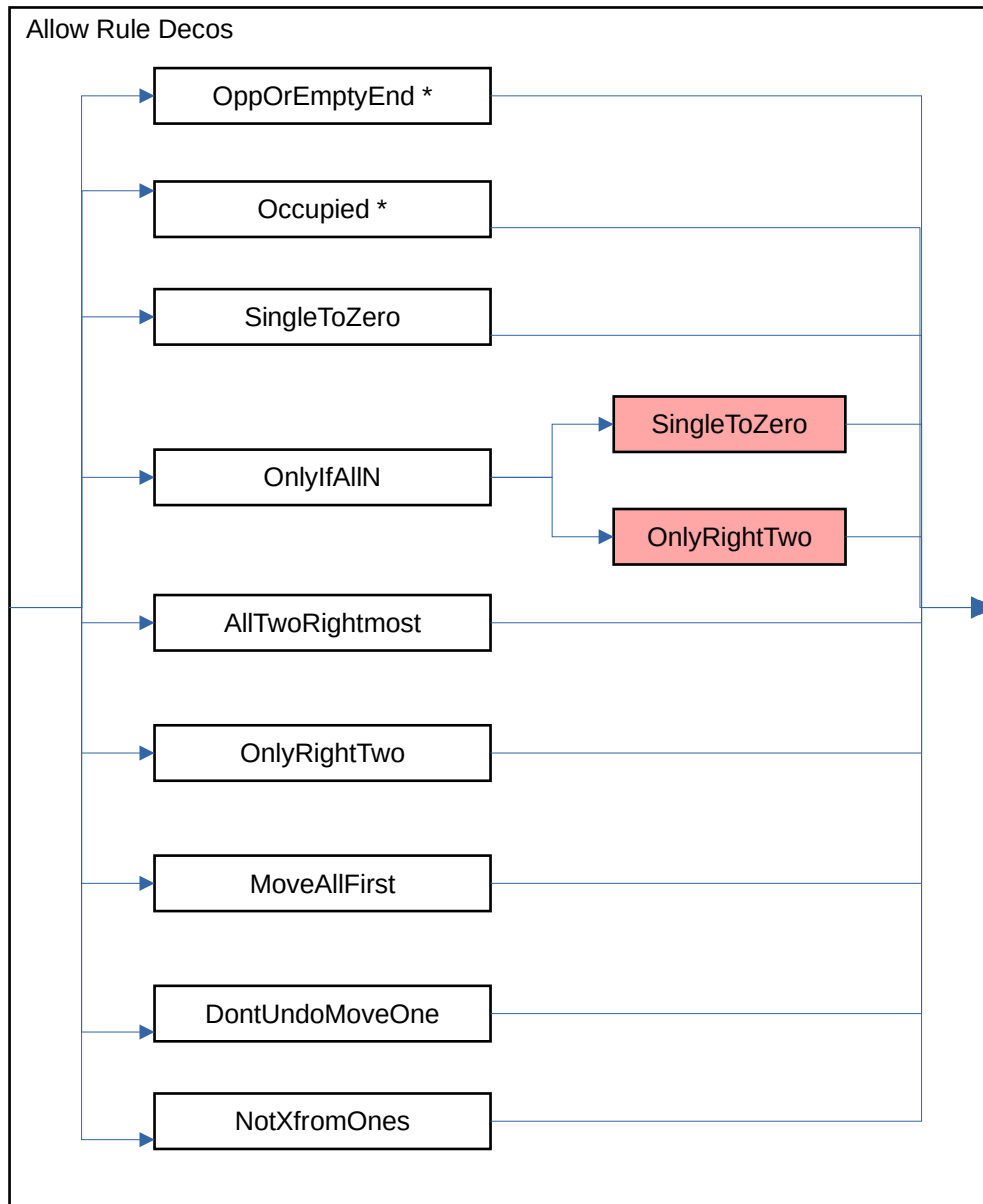 Allow Rule Decos
OppOrEmptyEnd *
Occupied *
SingleToZero
SingleToZero
OnlyIfAllN
OnlyRightTwo
AllTwoRightmost
OnlyRightTwo
MoveAllFirst
DontUndoMoveOne
NotXfromOnes